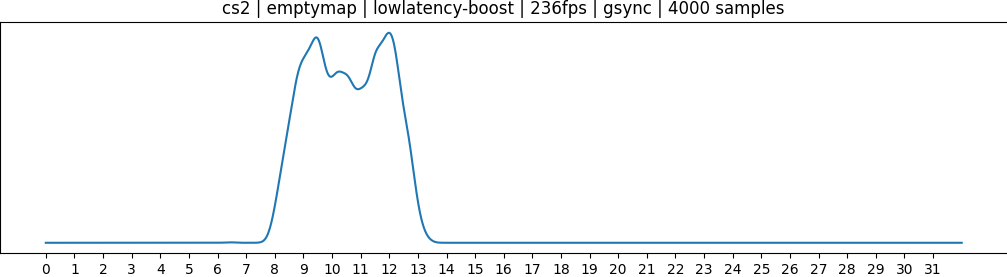 cs2 | emptymap | lowlatency-boost | 236fps | gsync | 4000 samples
0 1 2 3 4 5 6 7 8 9 10 11 12 13 14 15 16 17 18 19 20 21 22 23 24 25 26 27 28 29 30 31